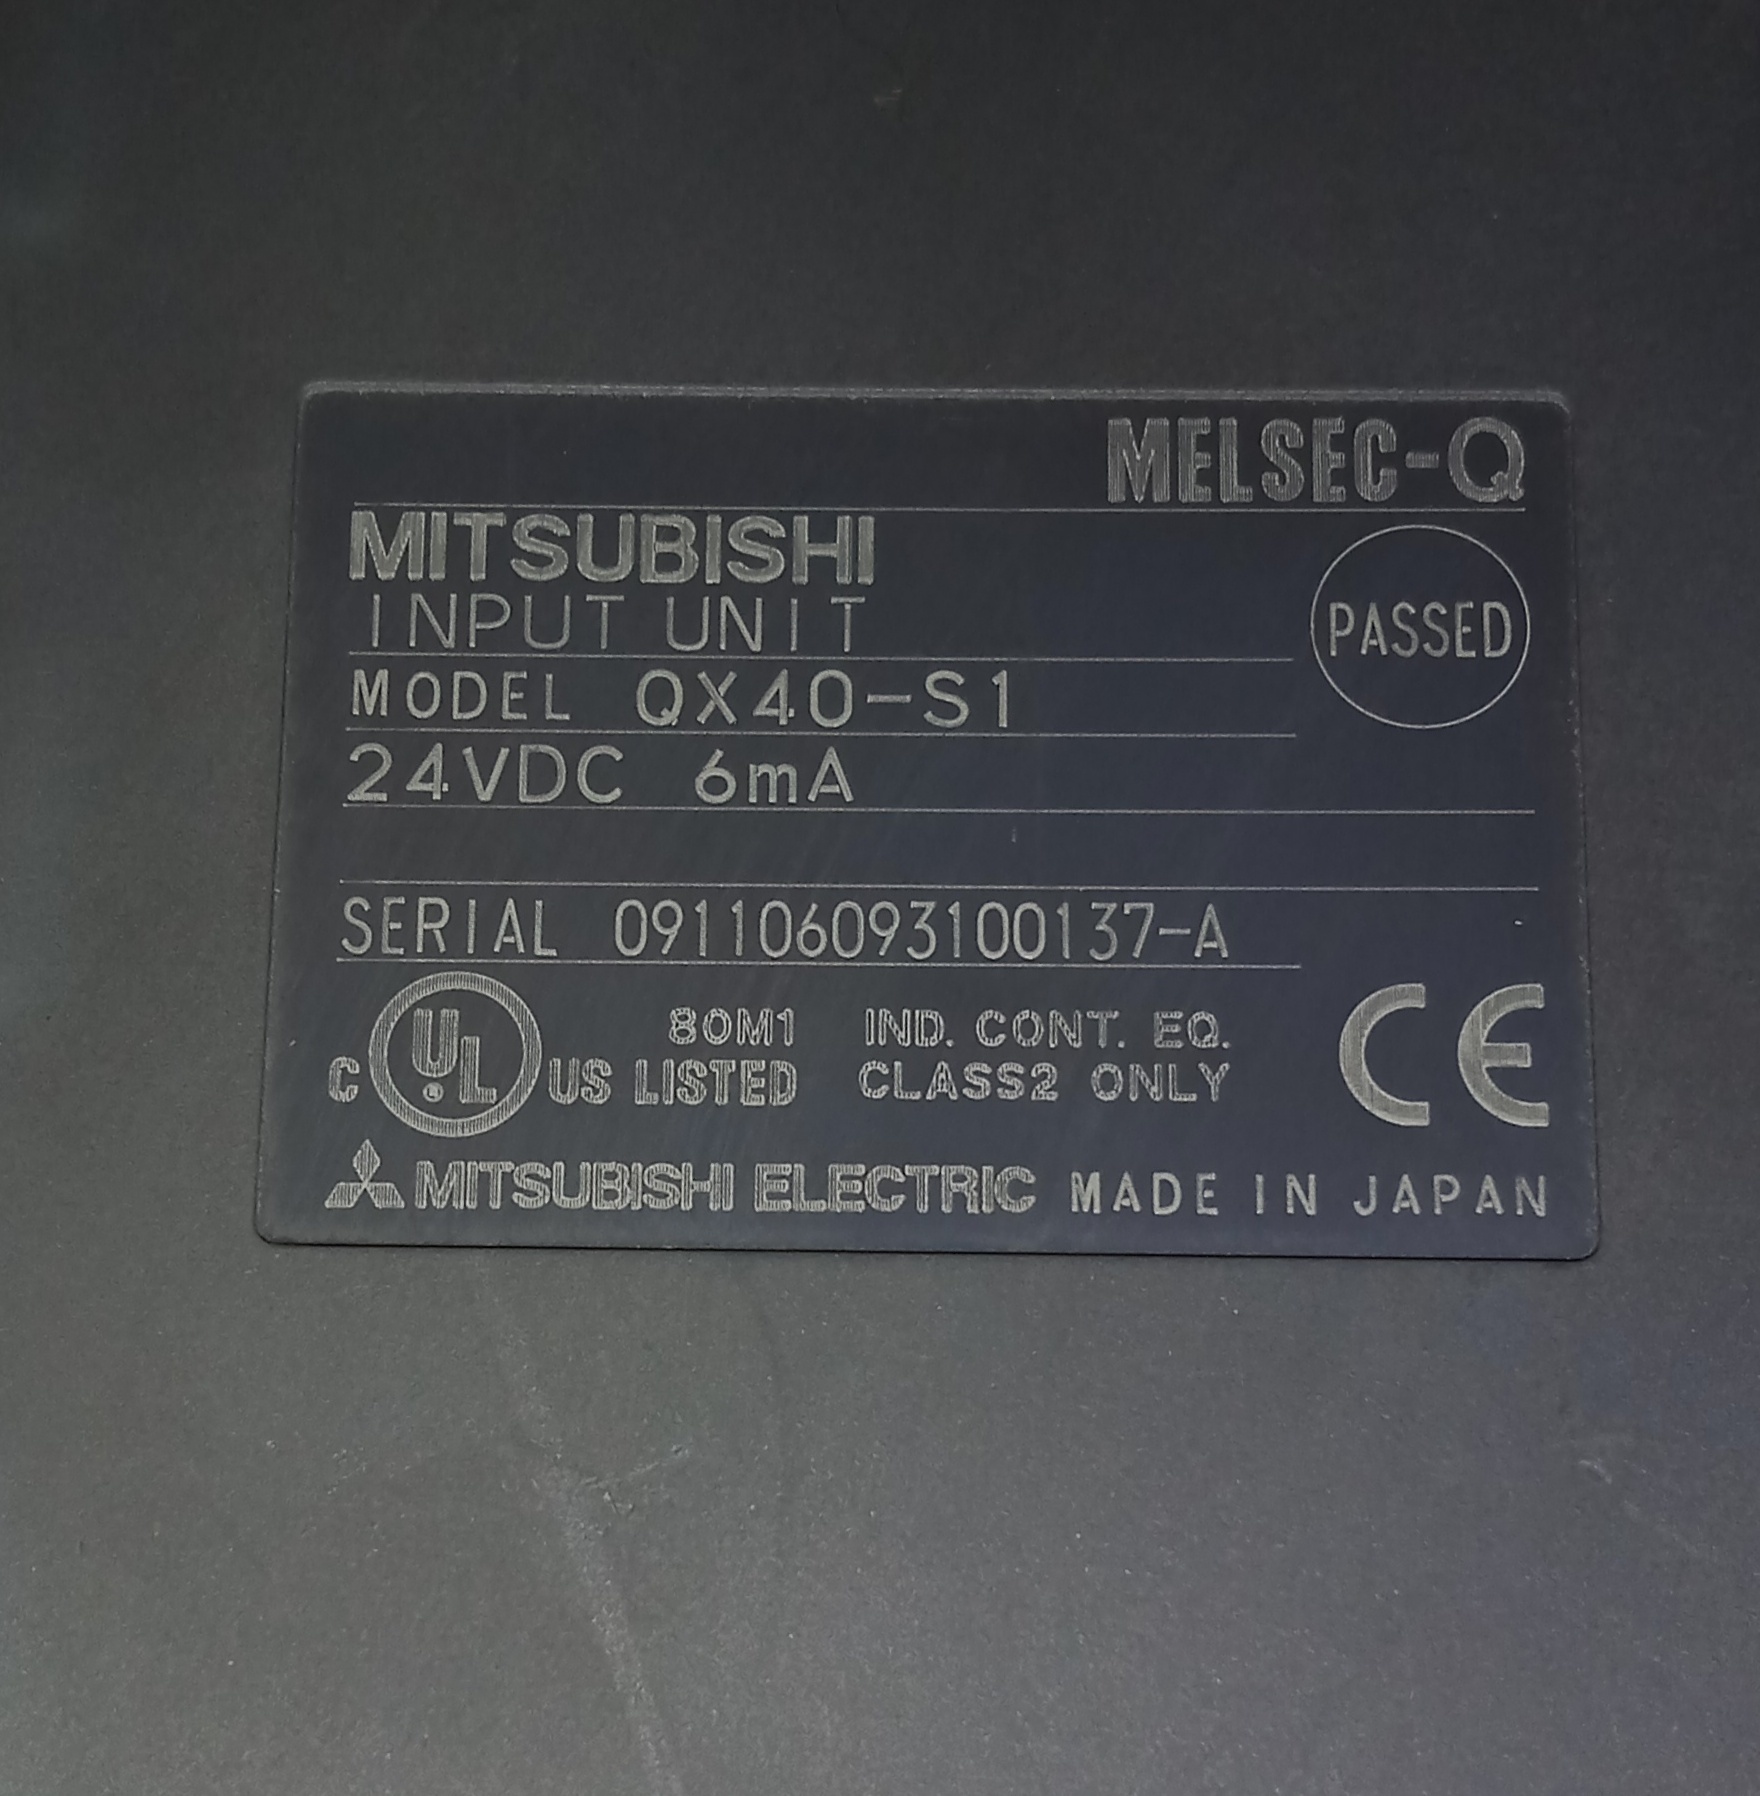 MELSEC-Q
MITSUBISHI
INPUT UNIT
PASSED
MODEL QX40-S1
24VDC 6mA
SERIAL 091106093100137-A
C UL US LISTED 80M1 IND. CONT. EQ.
CLASS2 ONLY
CE
MITSUBISHI ELECTRIC MADE IN JAPAN